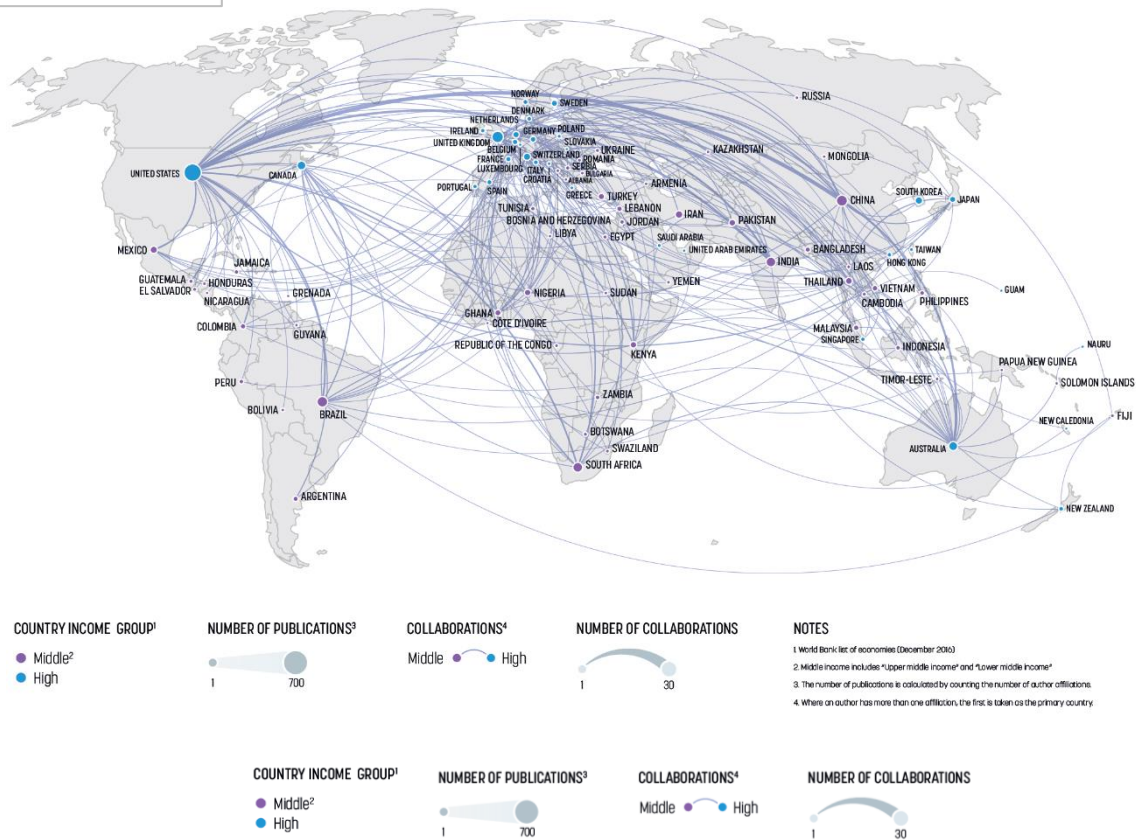 NORWAY
SWEDEN
RUSSIA
DENMARK
NETHERLANDS
IRELAND
GERMANY
POLAND
UNITED KINGDOM
SLOVAKIA
BELGIUM
UKRAINE
KAZAKHSTAN
MONGOLIA
FRANCE
SWITZERLAND
ROMANIA
UNITED STATES
CANADA
LUXEMBOURG
ITALY
SERBIA
BULGARIA
CROATIA
ALBANIA
ARMENIA
SOUTH KOREA
PORTUGAL
SPAIN
GREECE
TURKEY
CHINA
JAPAN
TUNISIA
LEBANON
IRAN
BOSNIA AND HERZEGOVINA
JORDAN
PAKISTAN
LIBYA
EGYPT
SAUDI ARABIA
UNITED ARAB EMIRATES
BANGLADESH
TAIWAN
MEXICO
HONG KONG
JAMAICA
INDIA
LAOS
GUATEMALA
HONDURAS
YEMEN
THAILAND
VIETNAM
EL SALVADOR
GRENADA
NIGERIA
SUDAN
GUAM
NICARAGUA
CAMBODIA
PHILIPPINES
GHANA
COLOMBIA
CÔTE D'IVOIRE
GUYANA
MALAYSIA
SINGAPORE
REPUBLIC OF THE CONGO
KENYA
INDONESIA
NAURU
PAPUA NEW GUINEA
PERU
TIMOR-LESTE
SOLOMON ISLANDS
ZAMBIA
BOLIVIA
BRAZIL
FIJI
NEW CALEDONIA
BOTSWANA
AUSTRALIA
SWAZILAND
SOUTH AFRICA
ARGENTINA
NEW ZEALAND
COUNTRY INCOME GROUP¹
Middle²
High
NUMBER OF PUBLICATIONS³
1 700
COLLABORATIONS⁴
Middle High
NUMBER OF COLLABORATIONS
1 30
NOTES
1. World Bank list of economies (December 2016)
2. Middle income includes "Upper middle income" and "Lower middle income"
3. The number of publications is calculated by counting the number of author affiliations.
4. Where an author has more than one affiliation, the first is taken as the primary country.
COUNTRY INCOME GROUP¹
Middle²
High
NUMBER OF PUBLICATIONS³
1 700
COLLABORATIONS⁴
Middle High
NUMBER OF COLLABORATIONS
1 30